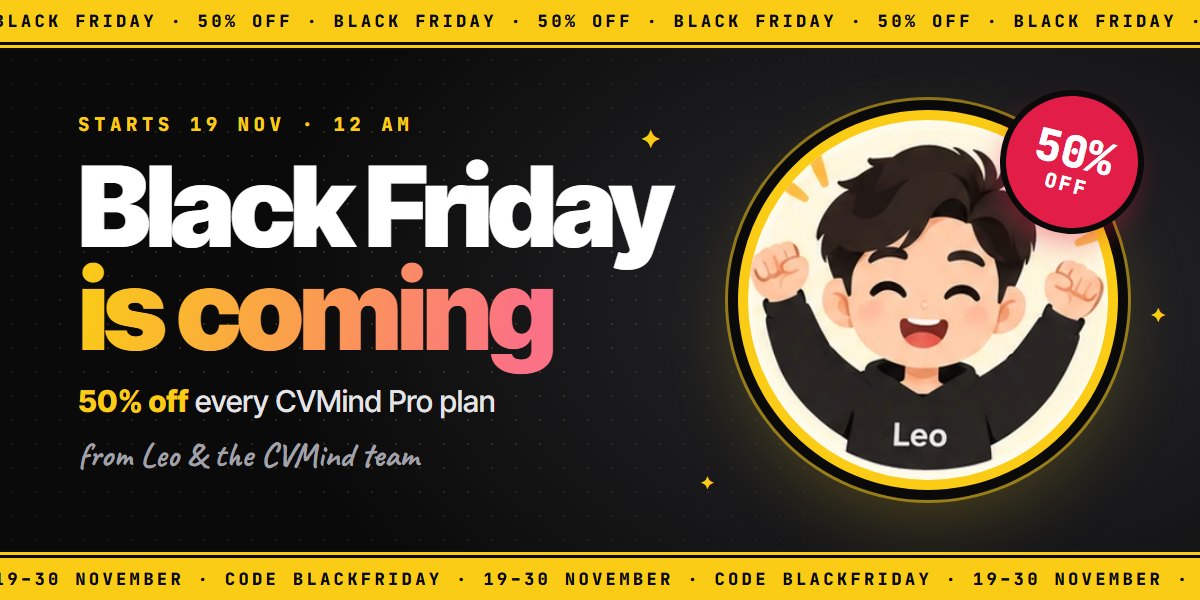 BLACK FRIDAY · 50% OFF · BLACK FRIDAY · 50% OFF · BLACK FRIDAY · 50% OFF · BLACK FRIDAY ·
STARTS 19 NOV · 12 AM
Black Friday
is coming
50% off every CVMind Pro plan
from Leo & the CVMind team
50%
OFF
Leo
19-30 NOVEMBER · CODE BLACKFRIDAY · 19-30 NOVEMBER · CODE BLACKFRIDAY · 19-30 NOVEMBER ·